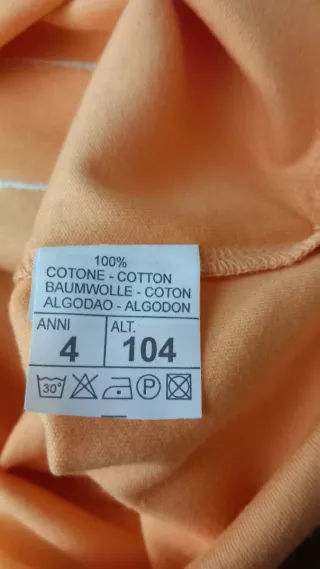 100%
COTONE - COTTON
BAUMWOLLE - COTON
ALGODAO - ALGODON
ANNI ALT.
4 104
30° P